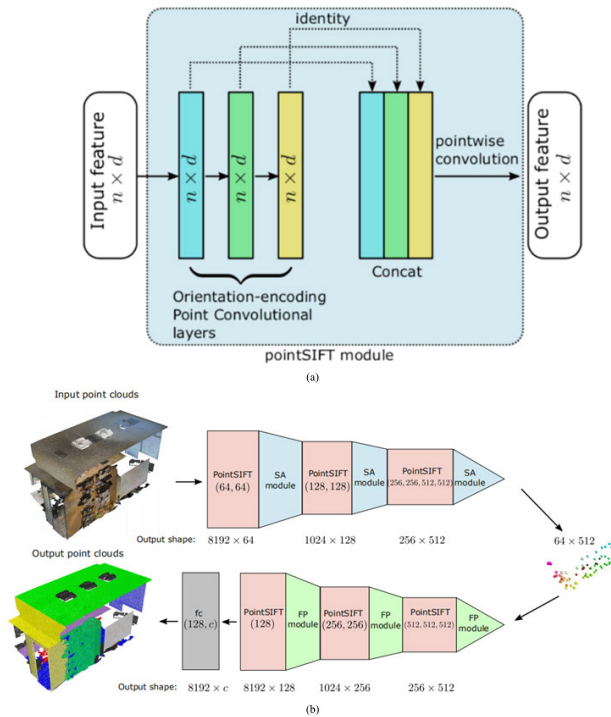 identity
Input feature
n × d
n × d
n × d
n × d
pointwise
convolution
Output feature
n × d
Concat
Orientation-encoding
Point Convolutional
layers
pointSIFT module
(a)
Input point clouds
PointSIFT
(64, 64)
SA
module
PointSIFT
(128, 128)
SA
module
PointSIFT
(256, 256, 512, 512)
SA
module
Output shape:
8192 × 64
1024 × 128
256 × 512
64 × 512
Output point clouds
fc
(128, c)
PointSIFT
(128)
FP
module
PointSIFT
(256, 256)
FP
module
PointSIFT
(512, 512, 512)
FP
module
Output shape:
8192 × c
8192 × 128
1024 × 256
256 × 512
(b)